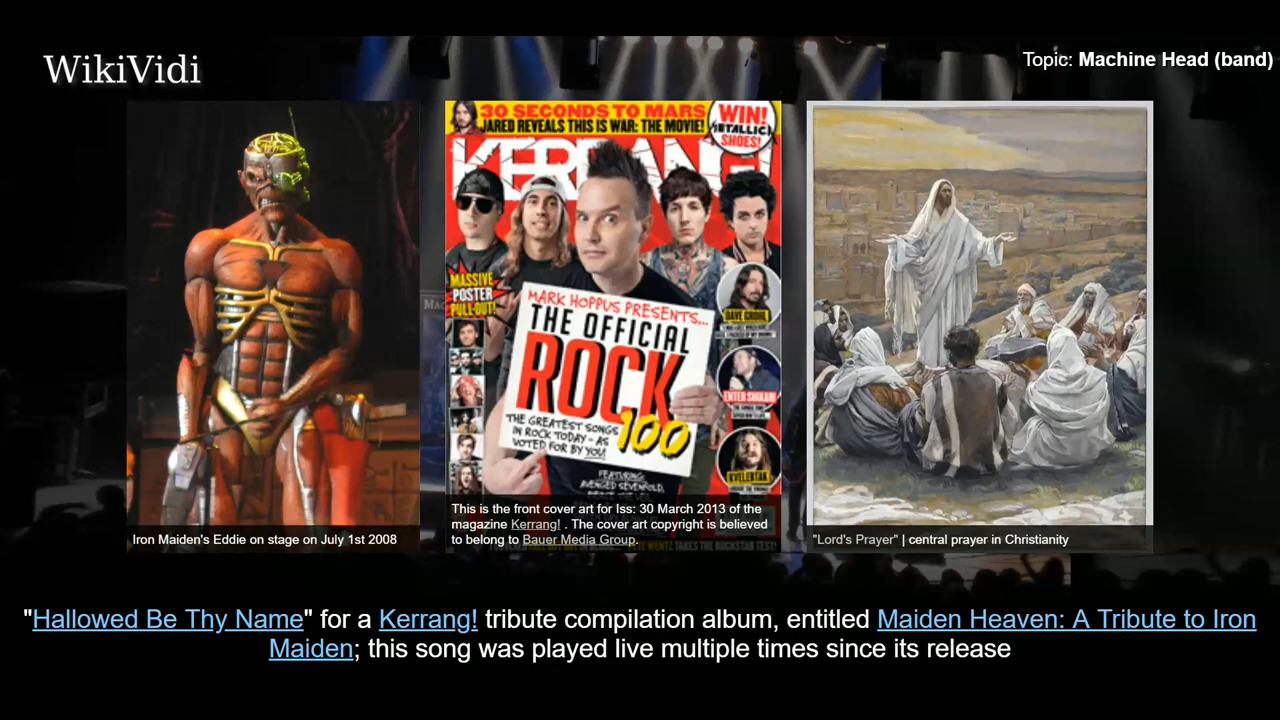 WikiVidi
Topic: Machine Head (band)
30 SECONDS TO MARS
JARED REVEALS THIS IS WAR: THE MOVIE!
WIN!
METALLICA
SHOES!
KERRANG!
MASSIVE
POSTER
PULL-OUT!
MARK HOPPUS PRESENTS...
THE OFFICIAL
ROCK
100
THE GREATEST SONGS
IN ROCK TODAY - AS
VOTED FOR BY YOU!
DAVE GROHL
ENTER SHIKARI
KVELERTAK
FEATURING
AVENGED SEVENFOLD,
Iron Maiden's Eddie on stage on July 1st 2008
This is the front cover art for Iss: 30 March 2013 of the
magazine Kerrang! . The cover art copyright is believed
to belong to Bauer Media Group.
"Lord's Prayer" | central prayer in Christianity
"Hallowed Be Thy Name" for a Kerrang! tribute compilation album, entitled Maiden Heaven: A Tribute to Iron
Maiden; this song was played live multiple times since its release